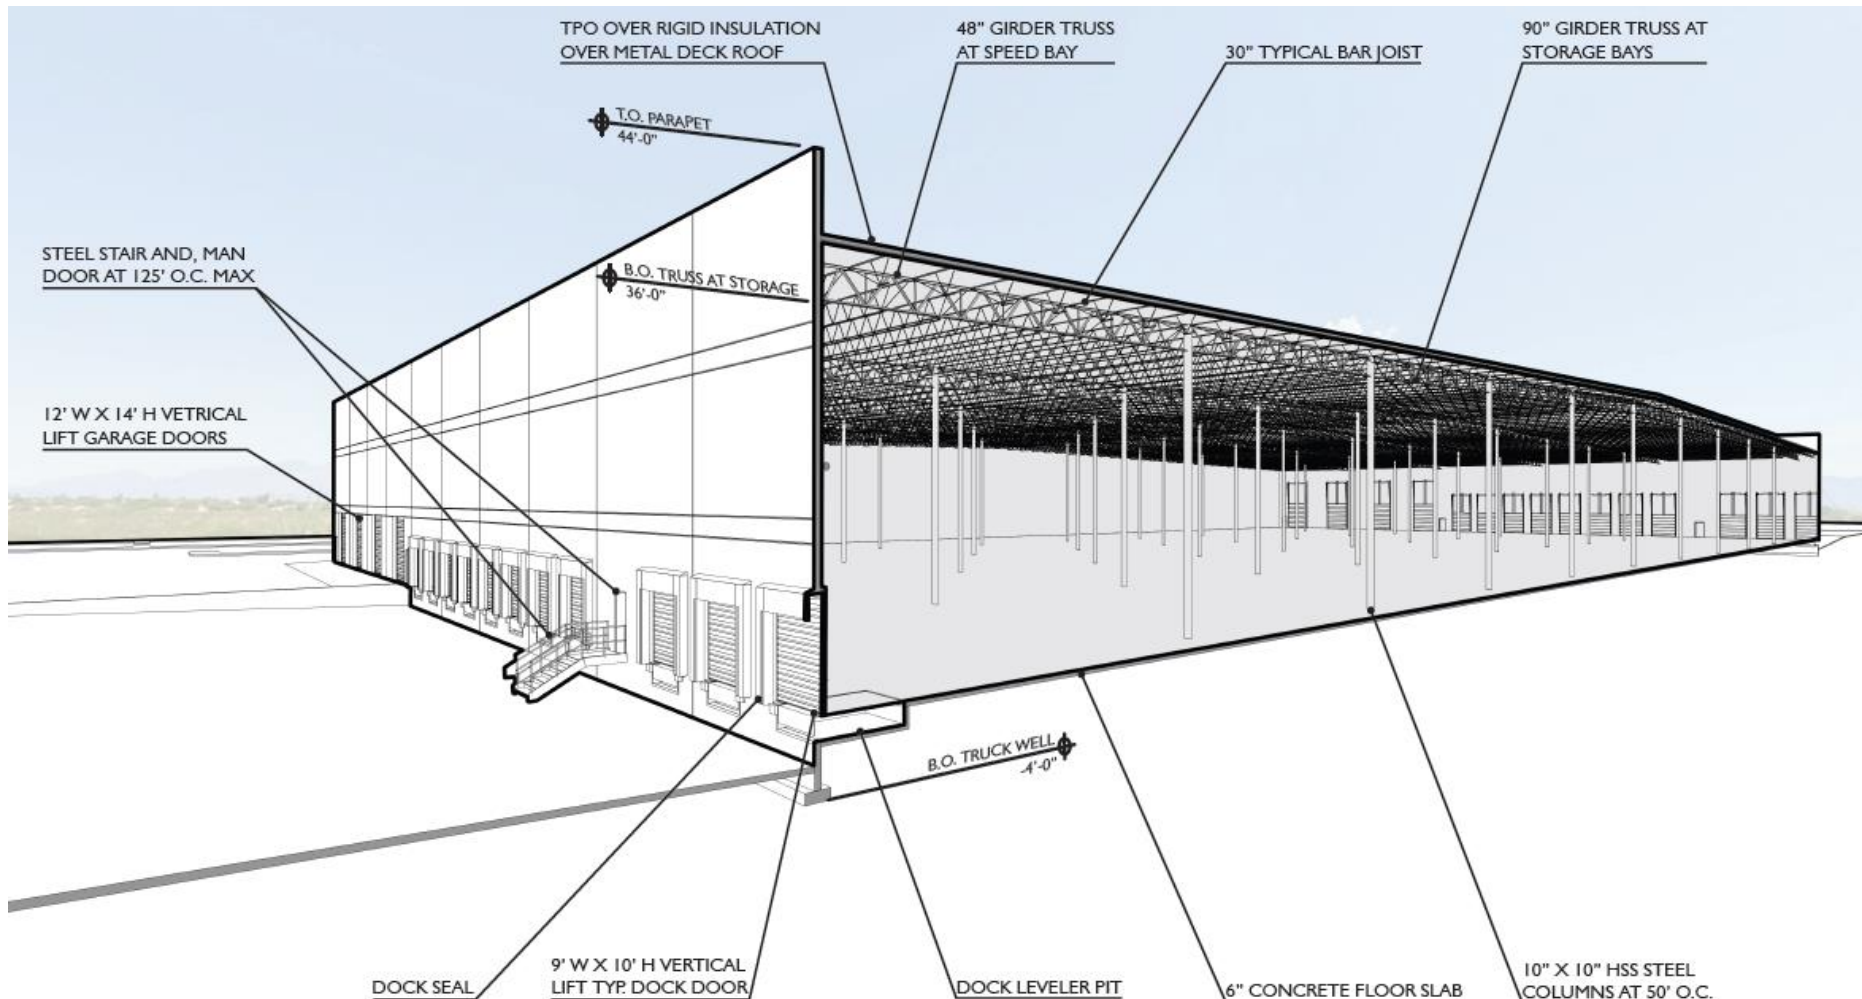 TPO OVER RIGID INSULATION
OVER METAL DECK ROOF
48" GIRDER TRUSS
AT SPEED BAY
30" TYPICAL BAR JOIST
90" GIRDER TRUSS AT
STORAGE BAYS
T.O. PARAPET
44'-0"
STEEL STAIR AND, MAN
DOOR AT 125' O.C. MAX
B.O. TRUSS AT STORAGE
36'-0"
12' W X 14' H VETRICAL
LIFT GARAGE DOORS
B.O. TRUCK WELL
-4'-0"
DOCK SEAL
9' W X 10' H VERTICAL
LIFT TYP. DOCK DOOR
DOCK LEVELER PIT
6" CONCRETE FLOOR SLAB
10" X 10" HSS STEEL
COLUMNS AT 50' O.C.